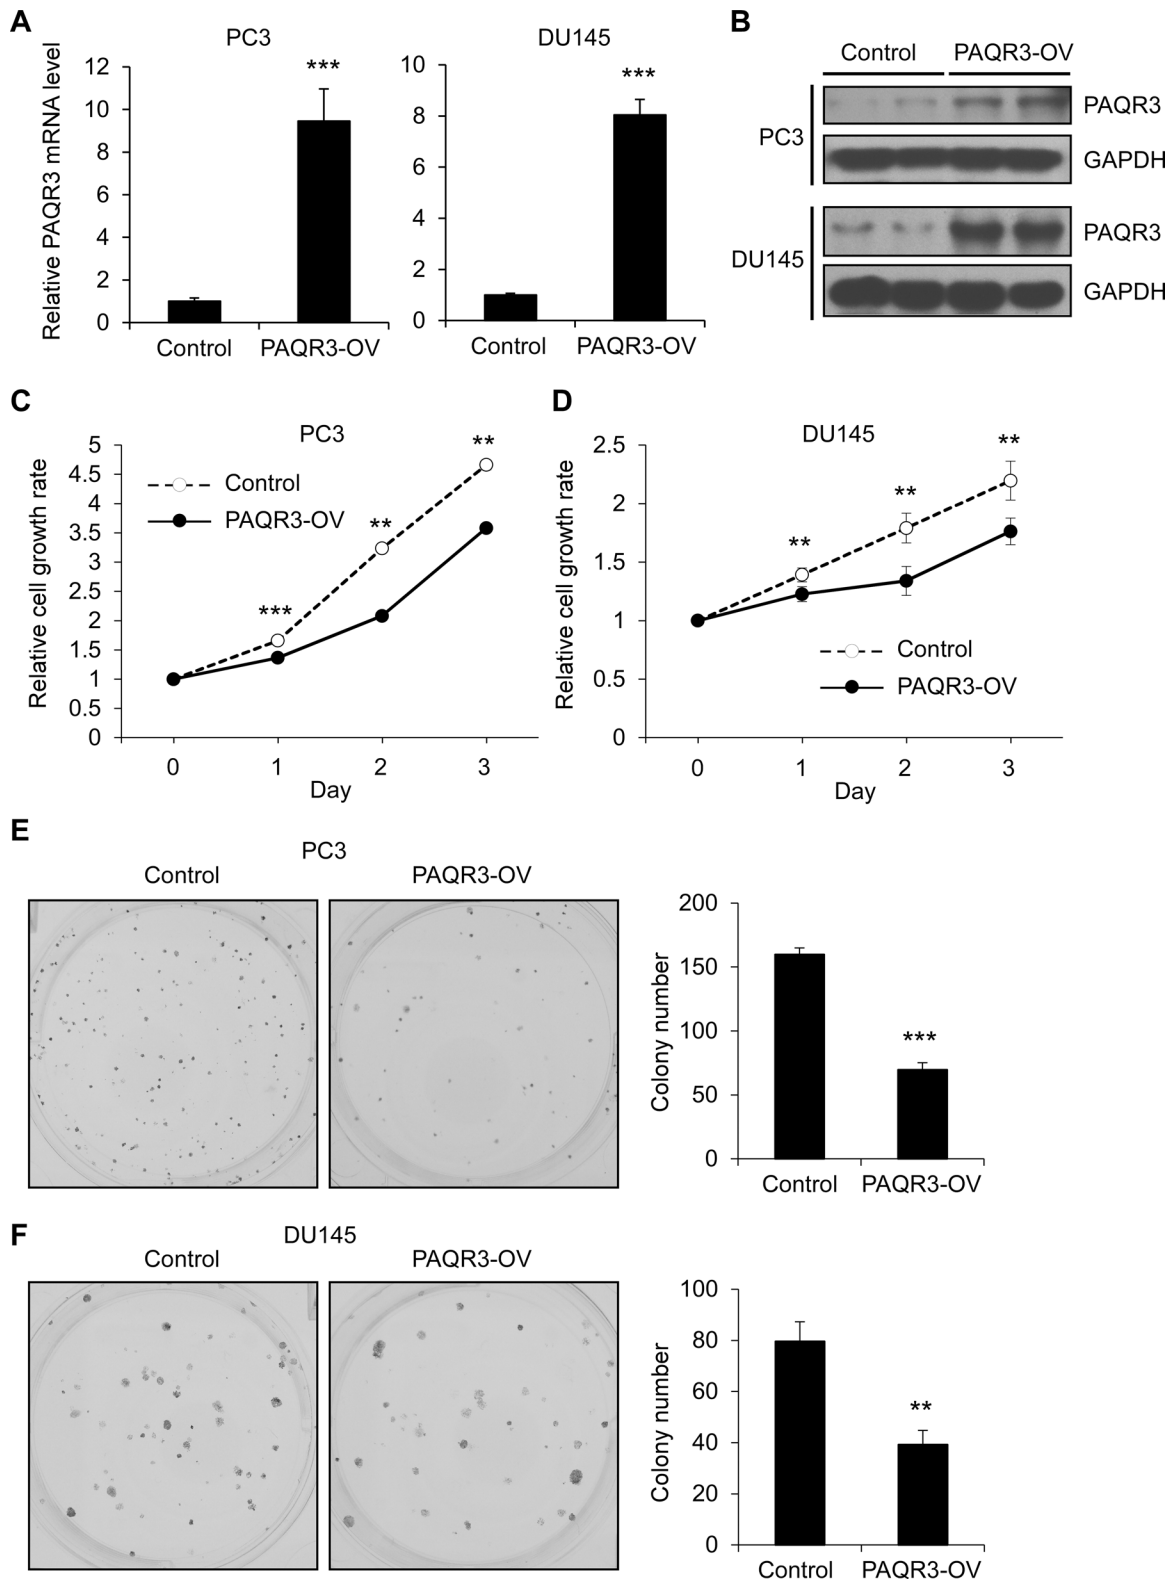 A
PC3
DU145
Relative PAQR3 mRNA level
12
10
8
6
4
2
0
***
Control
PAQR3-OV
10
8
6
4
2
0
***
Control
PAQR3-OV
B
Control
PAQR3-OV
PC3
PAQR3
GAPDH
DU145
PAQR3
GAPDH
C
PC3
Relative cell growth rate
5
4.5
4
3.5
3
2.5
2
1.5
1
0.5
0
Control
PAQR3-OV
***
**
**
0
1
2
3
Day
D
DU145
Relative cell growth rate
2.5
2
1.5
1
0.5
0
**
**
**
Control
PAQR3-OV
0
1
2
3
Day
E
PC3
Control
PAQR3-OV
Colony number
200
150
100
50
0
***
Control
PAQR3-OV
F
DU145
Control
PAQR3-OV
Colony number
100
80
60
40
20
0
**
Control
PAQR3-OV